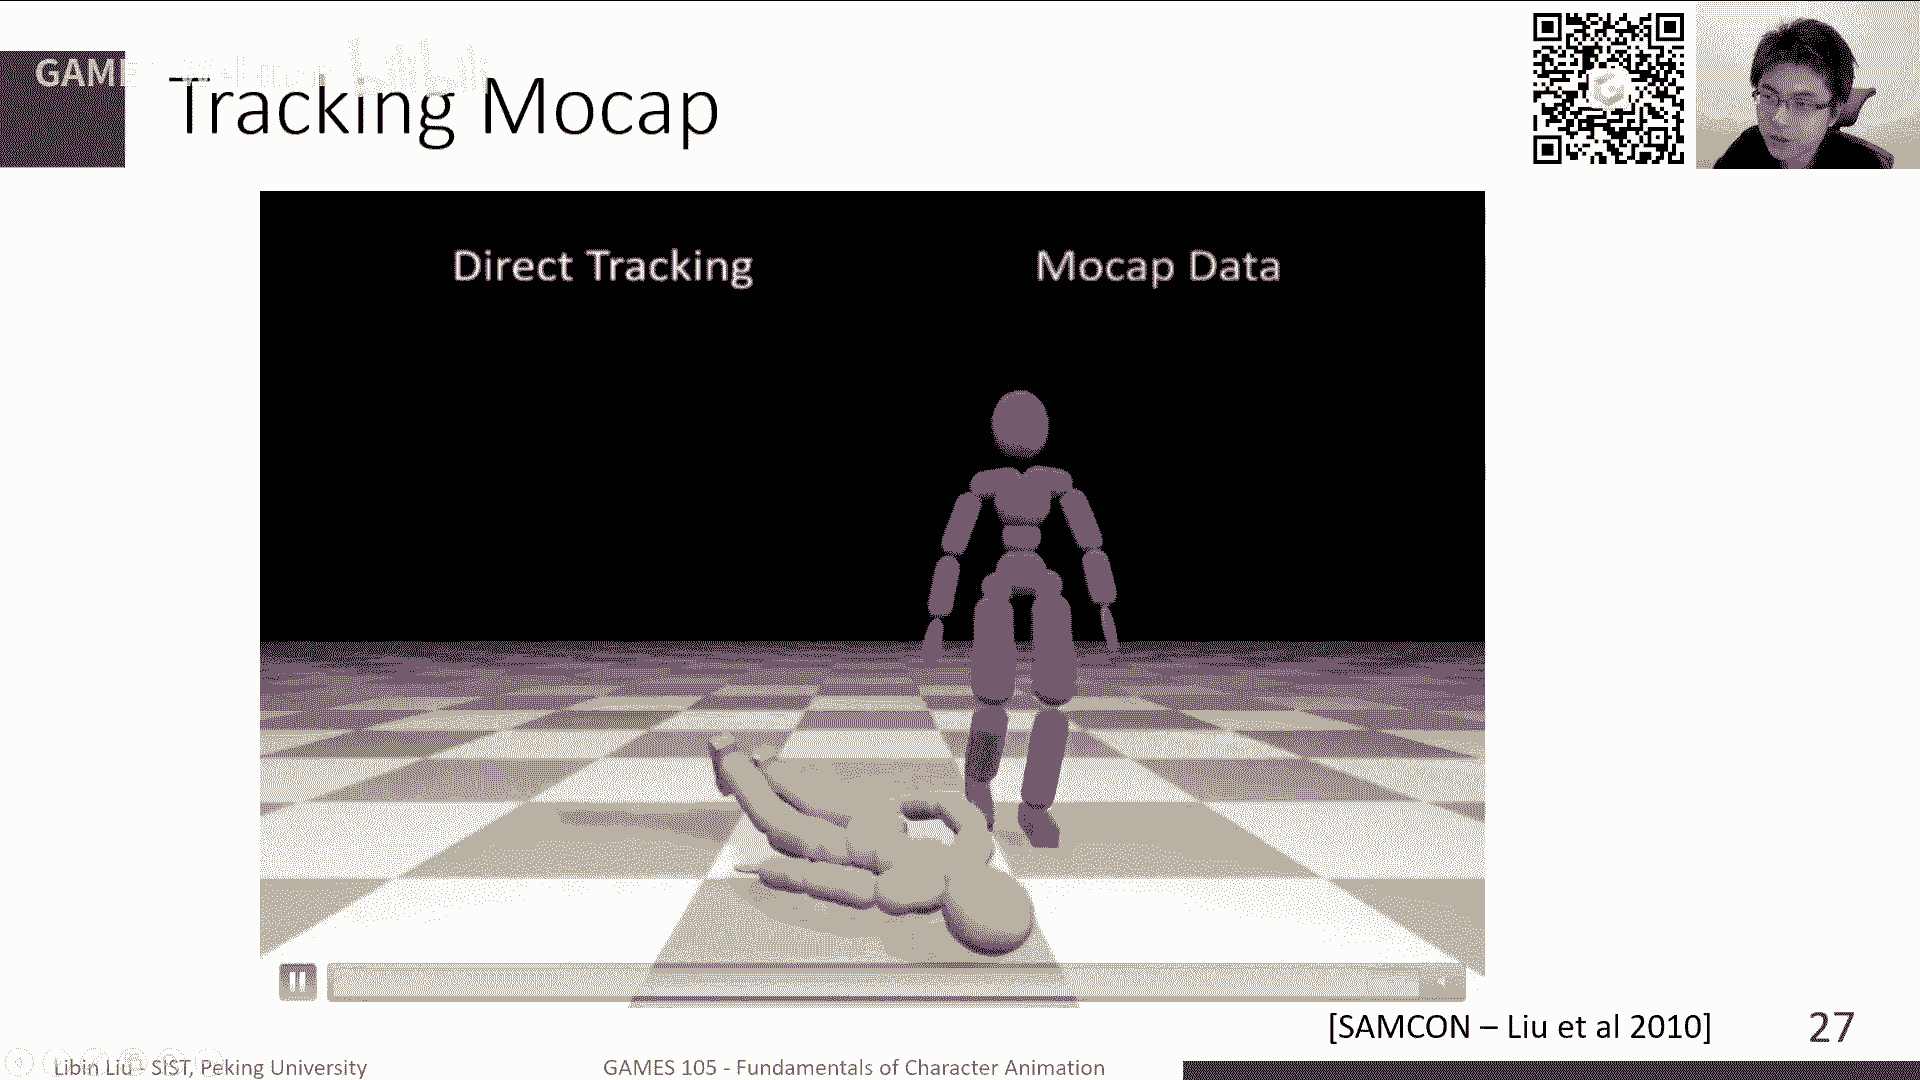 GAMES
Tracking Mocap
Direct Tracking
Mocap Data
[SAMCON – Liu et al 2010]
27
Libin Liu - SIST, Peking University
GAMES 105 - Fundamentals of Character Animation